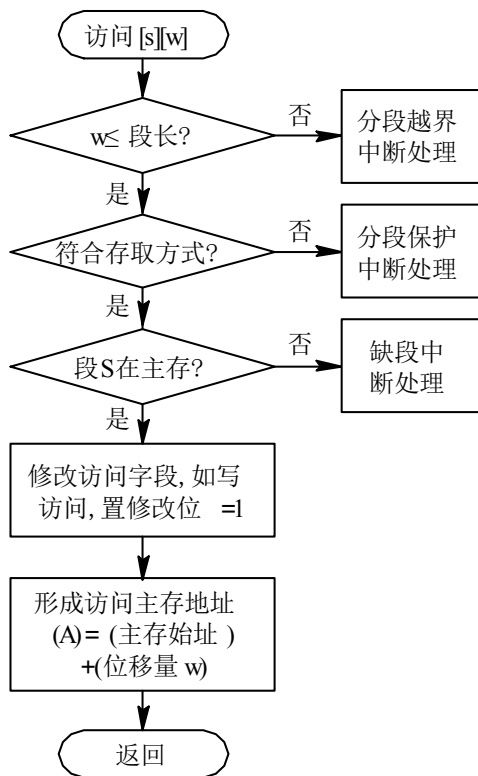 访问[s][w]
w≤ 段长?
否
分段越界
中断处理
是
符合存取方式?
否
分段保护
中断处理
是
段S在主存?
否
缺段中
断处理
是
修改访问字段,如写
访问,置修改位 =1
形成访问主存地址
(A)= (主存始址 )
+(位移量 w)
返回